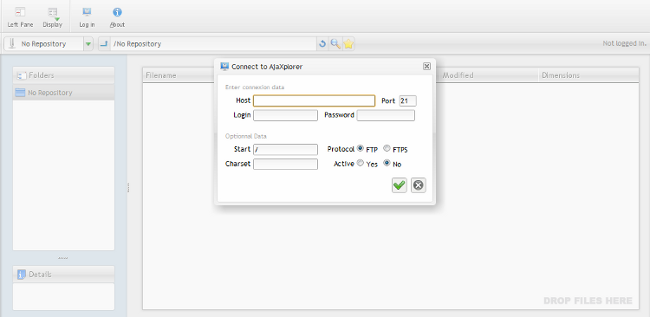 Left Pane Display Log in About
No Repository /No Repository Not logged in.
Connect to AjaXplorer
Folders
No Repository
Filename Modified Dimensions
Enter connexion data
Host Port 21
Login Password
Optionnal Data
Start / Protocol FTP FTPS
Charset Active Yes No
Details
DROP FILES HERE